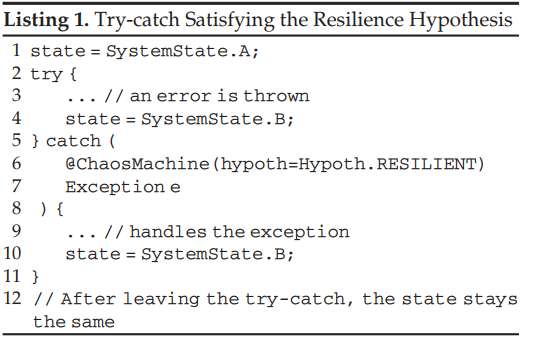 Listing 1. Try-catch Satisfying the Resilience Hypothesis
1 state = SystemState.A;
2 try {
3 ... // an error is thrown
4 state = SystemState.B;
5 } catch (
6 @ChaosMachine(hypoth=Hypoth.RESILIENT)
7 Exception e
8 ) {
9 ... // handles the exception
10 state = SystemState.B;
11 }
12 // After leaving the try-catch, the state stays
the same